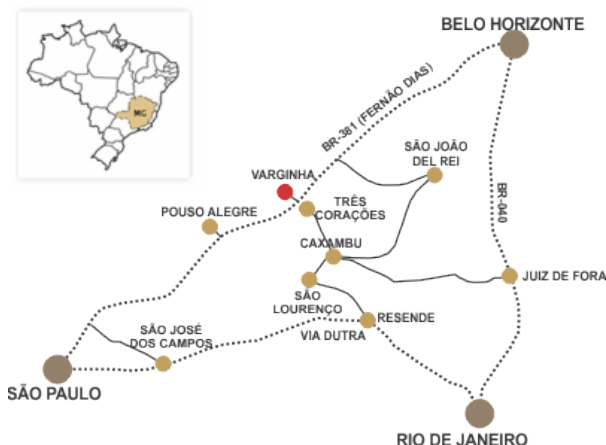 BELO HORIZONTE
MG
BR-381 (FERNÃO DIAS)
SÃO JOÃO
DEL REI
VARGINHA
BR-040
TRÊS
CORAÇÕES
POUSO ALEGRE
CAXAMBU
JUIZ DE FORA
SÃO
LOURENÇO
RESENDE
SÃO JOSÉ
DOS CAMPOS
VIA DUTRA
SÃO PAULO
RIO DE JANEIRO